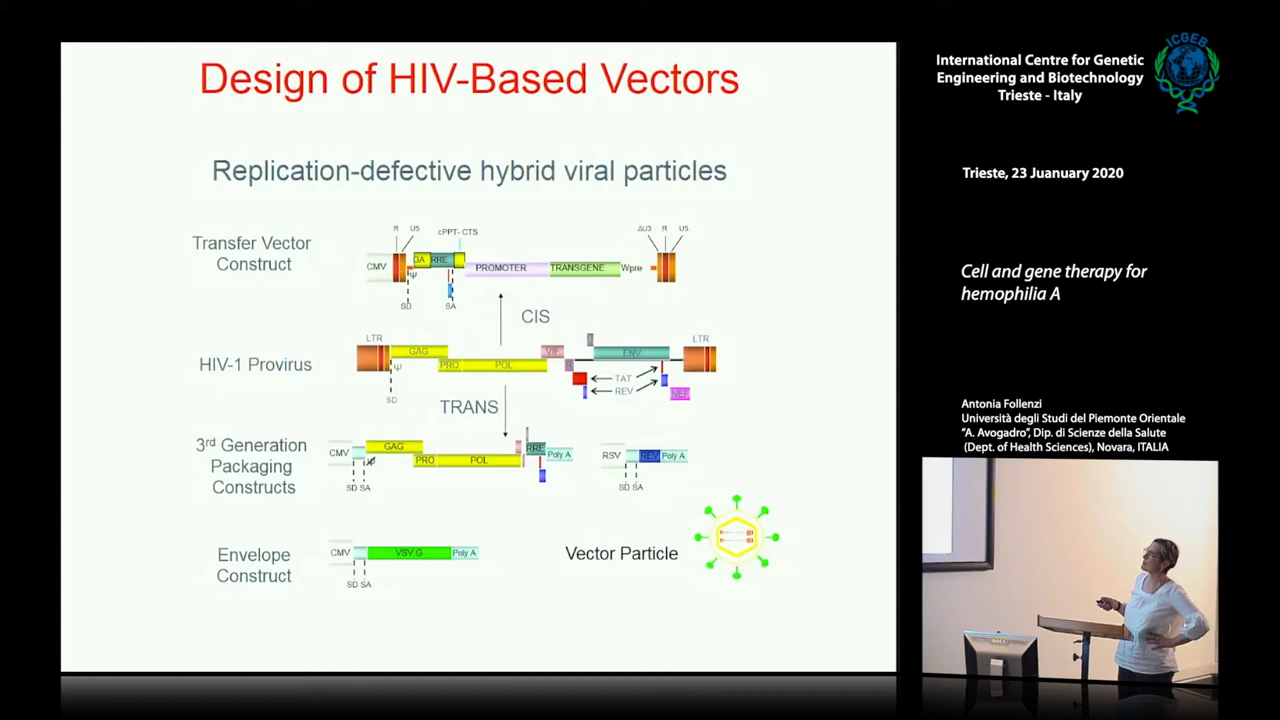 Design of HIV-Based Vectors
Replication-defective hybrid viral particles
Transfer Vector
Construct
R U5
cPPT- CTS
ΔU3 R U5
CMV
GA RRE
PROMOTER
TRANSGENE
Wpre
Ψ
SD
SA
CIS
HIV-1 Provirus
LTR
GAG
PRO
POL
VIF
R
ENV
LTR
Ψ
SD
TAT
REV
NEF
TRANS
3rd Generation
Packaging
Constructs
CMV
GAG
PRO
POL
RRE
Poly A
SD SA
RSV
REV
Poly A
SD SA
Envelope
Construct
CMV
VSV.G
Poly A
SD SA
Vector Particle
International Centre for Genetic
Engineering and Biotechnology
Trieste - Italy
ICGEB
Trieste, 23 Juanuary 2020
Cell and gene therapy for
hemophilia A
Antonia Follenzi
Università degli Studi del Piemonte Orientale
“A. Avogadro”, Dip. di Scienze della Salute
(Dept. of Health Sciences), Novara, ITALIA